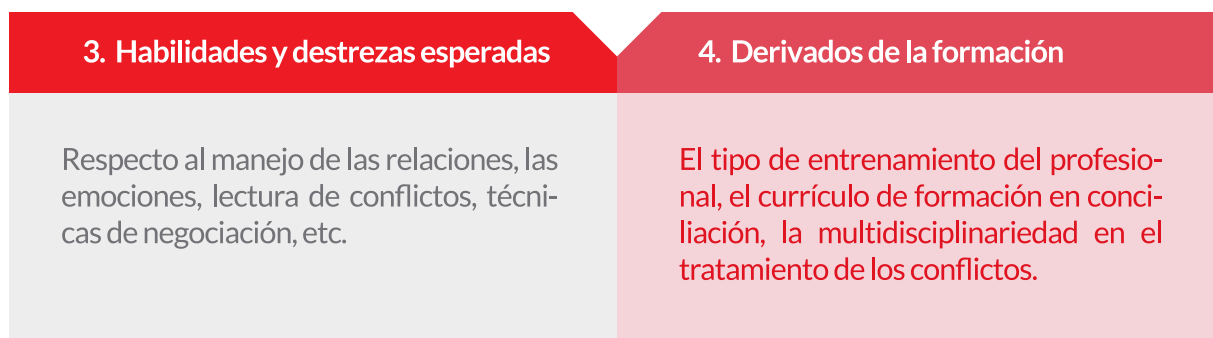 3. Habilidades y destrezas esperadas
Respecto al manejo de las relaciones, las
emociones, lectura de conflictos, técni-
cas de negociación, etc.
4. Derivados de la formación
El tipo de entrenamiento del profesio-
nal, el currículo de formación en conci-
liación, la multidisciplinariedad en el
tratamiento de los conflictos.